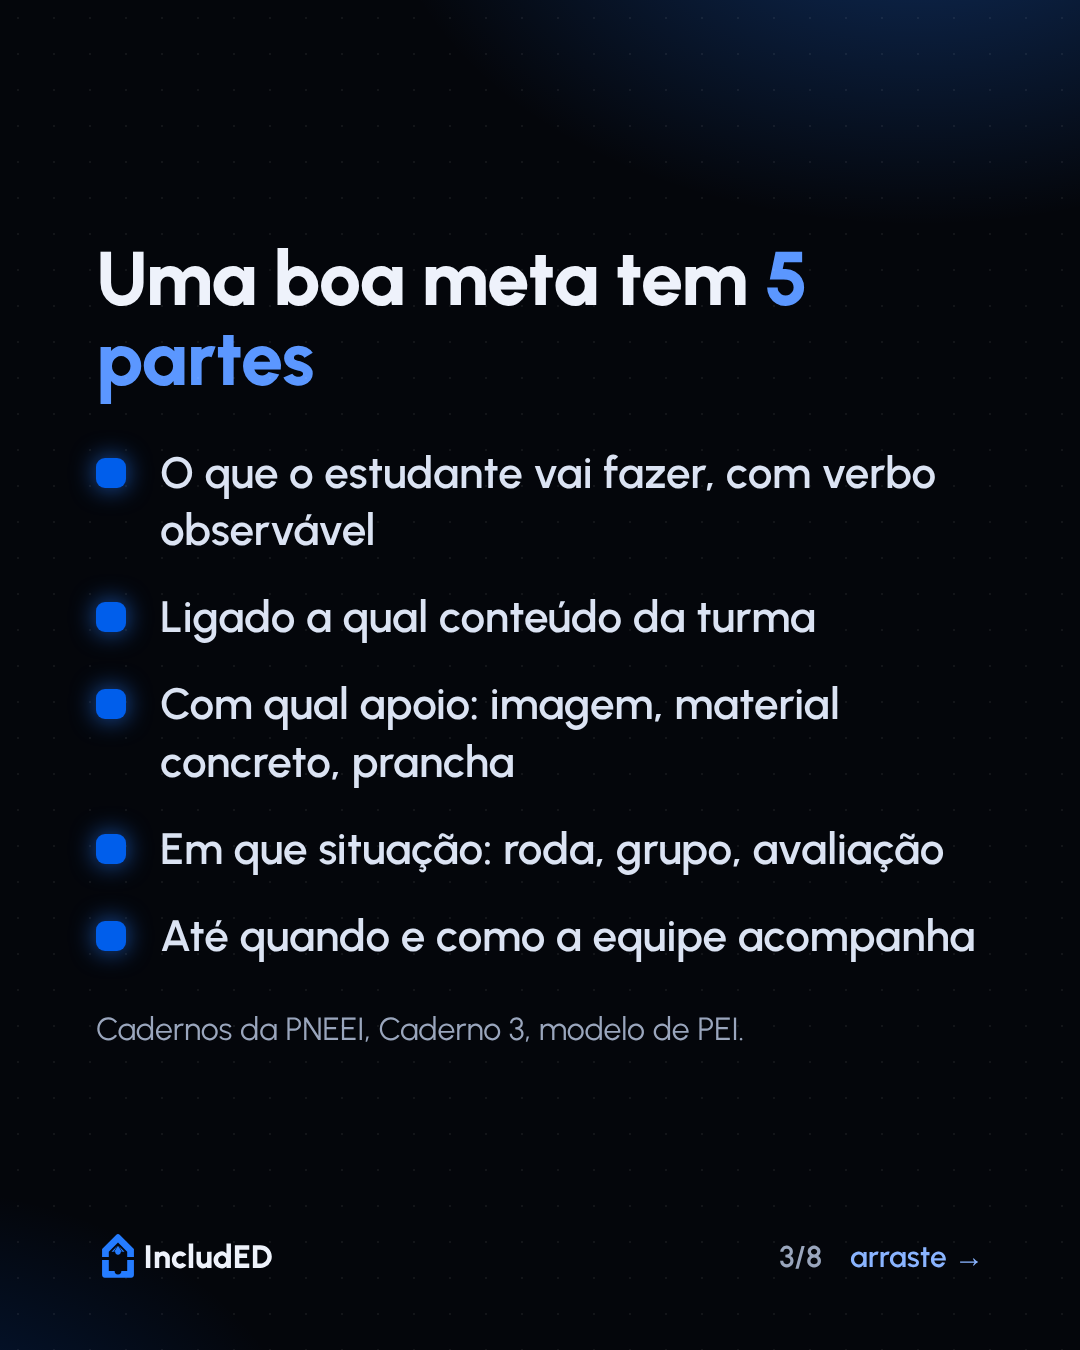 Uma boa meta tem 5
partes
O que o estudante vai fazer, com verbo
observável
Ligado a qual conteúdo da turma
Com qual apoio: imagem, material
concreto, prancha
Em que situação: roda, grupo, avaliação
Até quando e como a equipe acompanha
Cadernos da PNEEI, Caderno 3, modelo de PEI.
IncludED
3/8 arraste →